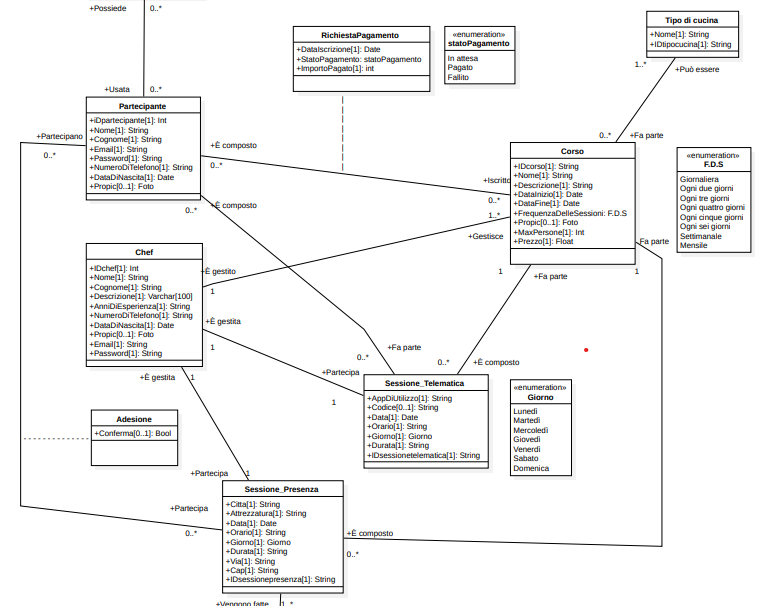 +Possiede
0..*
+Usata
0..*
Partecipante
+iDpartecipante[1]: Int
+Nome[1]: String
+Cognome[1]: String
+Email[1]: String
+Password[1]: String
+NumeroDiTelefono[1]: String
+DataDiNascita[1]: Date
+Propic[0..1]: Foto
+Partecipano
0..*
+È composto
0..*
+È composto
0..*
RichiestaPagamento
+DataIscrizione[1]: Date
+StatoPagamento: statoPagamento
+ImportoPagato[1]: int
«enumeration»
statoPagamento
In attesa
Pagato
Fallito
Tipo di cucina
+Nome[1]: String
+IDtipocucina[1]: String
1..*
+Può essere
0..*
+Fa parte
Corso
+IDcorso[1]: String
+Nome[1]: String
+Descrizione[1]: String
+DataInizio[1]: Date
+DataFine[1]: Date
+FrequenzaDelleSessioni: F.D.S
+Propic[0..1]: Foto
+MaxPersone[1]: Int
+Prezzo[1]: Float
+Iscritto
0..*
1..*
+Gestisce
Fa parte
1
1
+Fa parte
«enumeration»
F.D.S
Giornaliera
Ogni due giorni
Ogni tre giorni
Ogni quattro giorni
Ogni cinque giorni
Ogni sei giorni
Settimanale
Mensile
Chef
+IDchef[1]: Int
+Nome[1]: String
+Cognome[1]: String
+Descrizione[1]: Varchar[100]
+AnniDiEsperienza[1]: String
+NumeroDiTelefono[1]: String
+DataDiNascita[1]: Date
+Propic[0..1]: Foto
+Email[1]: String
+Password[1]: String
+È gestito
1
+È gestita
1
+È gestita
1
+Fa parte
0..*
0..*
+È composto
+Partecipa
1
Sessione_Telematica
+AppDiUtilizzo[1]: String
+Codice[0..1]: String
+Data[1]: Date
+Orario[1]: String
+Giorno[1]: Giorno
+Durata[1]: String
+IDsessionetelematica[1]: String
«enumeration»
Giorno
Lunedì
Martedì
Mercoledì
Giovedì
Venerdì
Sabato
Domenica
Adesione
+Conferma[0..1]: Bool
+Partecipa
1
+Partecipa
0..*
Sessione_Presenza
+Citta[1]: String
+Attrezzatura[1]: String
+Data[1]: Date
+Orario[1]: String
+Giorno[1]: Giorno
+Durata[1]: String
+Via[1]: String
+Cap[1]: String
+IDsessionepresenza[1]: String
+È composto
0..*
+Vengono fatte
1..*